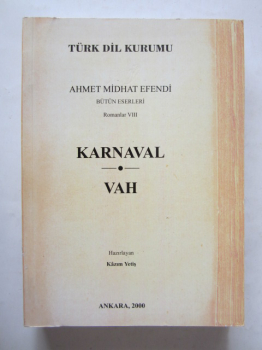 TÜRK DİL KURUMU
AHMET MİDHAT EFENDİ
BÜTÜN ESERLERİ
Romanlar VIII
KARNAVAL
VAH
Hazırlayan
Kâzım Yetiş
ANKARA, 2000